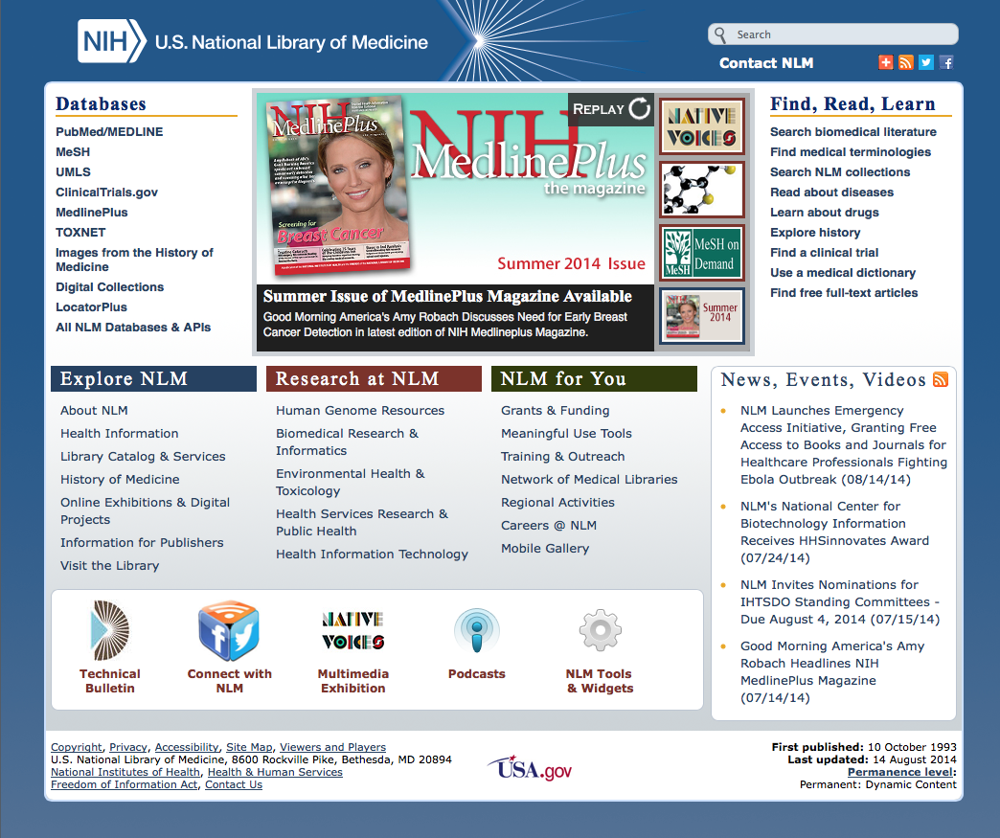 NIH U.S. National Library of Medicine
Search
Contact NLM
Databases
PubMed/MEDLINE
MeSH
UMLS
ClinicalTrials.gov
MedlinePlus
TOXNET
Images from the History of
Medicine
Digital Collections
LocatorPlus
All NLM Databases & APIs
NIH
MedlinePlus
Screening for
Breast Cancer
REPLAY
NIH
MedlinePlus
the magazine
Summer 2014 Issue
Summer Issue of MedlinePlus Magazine Available
Good Morning America's Amy Robach Discusses Need for Early Breast
Cancer Detection in latest edition of NIH Medlineplus Magazine.
NATIVE
VOICES
MeSH
MeSH on
Demand
Summer
2014
Find, Read, Learn
Search biomedical literature
Find medical terminologies
Search NLM collections
Read about diseases
Learn about drugs
Explore history
Find a clinical trial
Use a medical dictionary
Find free full-text articles
Explore NLM
About NLM
Health Information
Library Catalog & Services
History of Medicine
Online Exhibitions & Digital
Projects
Information for Publishers
Visit the Library
Research at NLM
Human Genome Resources
Biomedical Research &
Informatics
Environmental Health &
Toxicology
Health Services Research &
Public Health
Health Information Technology
NLM for You
Grants & Funding
Meaningful Use Tools
Training & Outreach
Network of Medical Libraries
Regional Activities
Careers @ NLM
Mobile Gallery
News, Events, Videos
NLM Launches Emergency
Access Initiative, Granting Free
Access to Books and Journals for
Healthcare Professionals Fighting
Ebola Outbreak (08/14/14)
NLM's National Center for
Biotechnology Information
Receives HHSinnovates Award
(07/24/14)
NLM Invites Nominations for
IHTSDO Standing Committees -
Due August 4, 2014 (07/15/14)
Good Morning America's Amy
Robach Headlines NIH
MedlinePlus Magazine
(07/14/14)
Technical
Bulletin
Connect with
NLM
NATIVE
VOICES
Multimedia
Exhibition
Podcasts
NLM Tools
& Widgets
Copyright, Privacy, Accessibility, Site Map, Viewers and Players
U.S. National Library of Medicine, 8600 Rockville Pike, Bethesda, MD 20894
National Institutes of Health, Health & Human Services
Freedom of Information Act, Contact Us
USA.gov
First published: 10 October 1993
Last updated: 14 August 2014
Permanence level:
Permanent: Dynamic Content